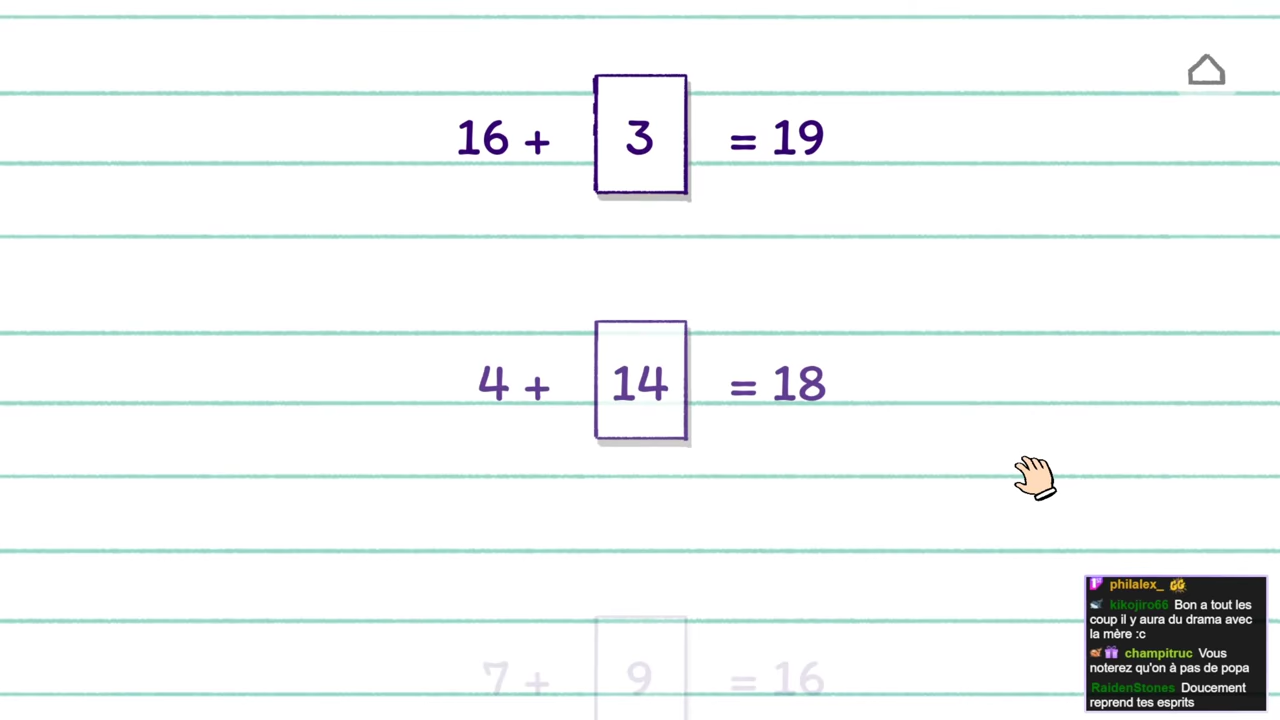 16 + 3 = 19
4 + 14 = 18
7 + 9 = 16
philalex_
kikojiro66 Bon a tout les
coup il y aura du drama avec
la mère :c
champitruc Vous
noterez qu'on à pas de popa
RaidenStones Doucement
reprend tes esprits